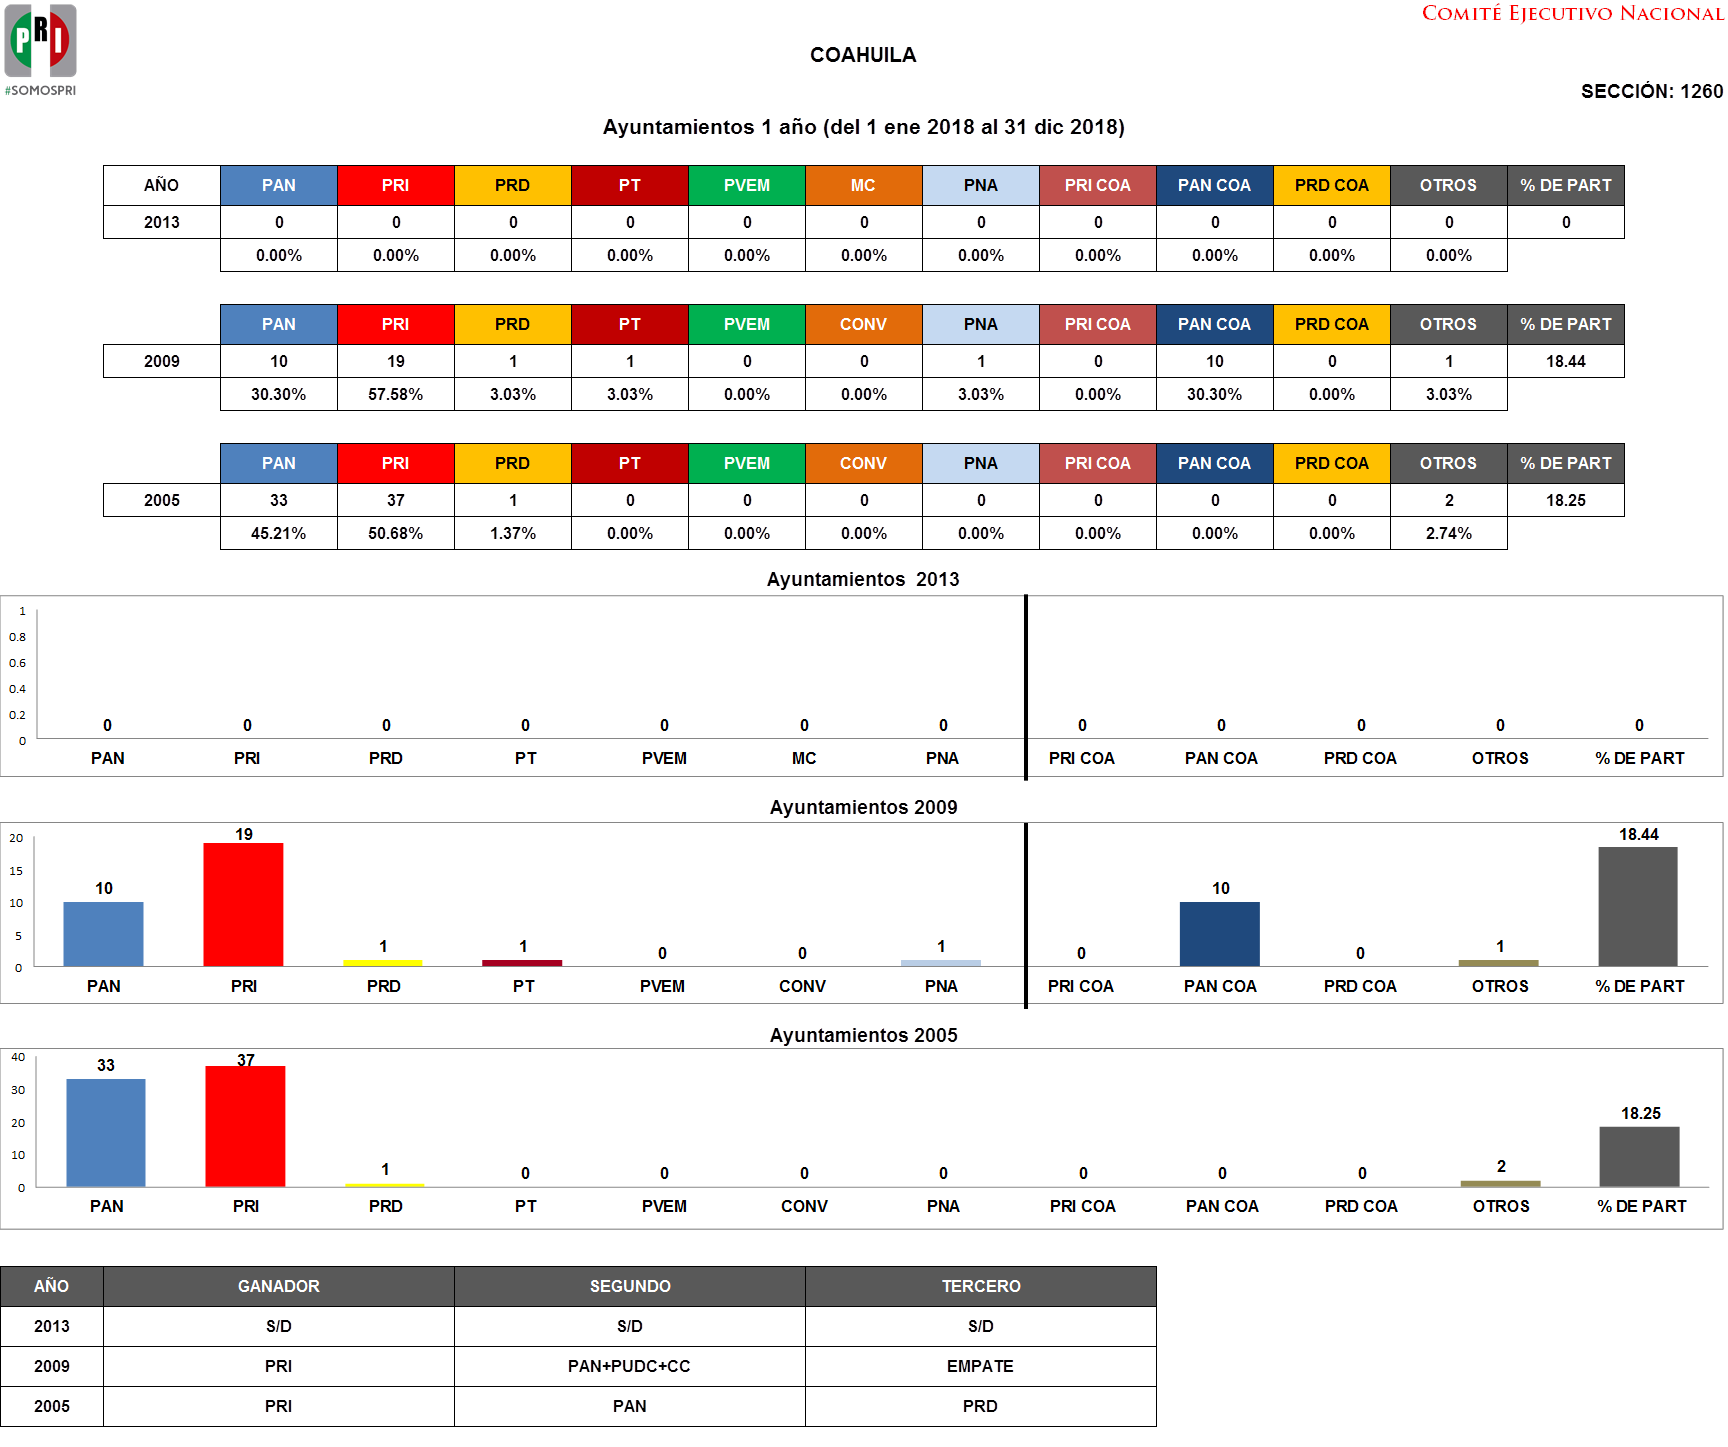 COMITÉ EJECUTIVO NACIONAL
PRI
#SOMOSPRI
COAHUILA
SECCIÓN: 1260
Ayuntamientos 1 año (del 1 ene 2018 al 31 dic 2018)
AÑO PAN PRI PRD PT PVEM MC PNA PRI COA PAN COA PRD COA OTROS % DE PART
2013 0 0 0 0 0 0 0 0 0 0 0 0
0.00% 0.00% 0.00% 0.00% 0.00% 0.00% 0.00% 0.00% 0.00% 0.00% 0.00%
PAN PRI PRD PT PVEM CONV PNA PRI COA PAN COA PRD COA OTROS % DE PART
2009 10 19 1 1 0 0 1 0 10 0 1 18.44
30.30% 57.58% 3.03% 3.03% 0.00% 0.00% 3.03% 0.00% 30.30% 0.00% 3.03%
PAN PRI PRD PT PVEM CONV PNA PRI COA PAN COA PRD COA OTROS % DE PART
2005 33 37 1 0 0 0 0 0 0 0 2 18.25
45.21% 50.68% 1.37% 0.00% 0.00% 0.00% 0.00% 0.00% 0.00% 0.00% 2.74%
Ayuntamientos 2013
1
0.8
0.6
0.4
0.2
0
0 0 0 0 0 0 0 0 0 0 0 0
PAN PRI PRD PT PVEM MC PNA PRI COA PAN COA PRD COA OTROS % DE PART
Ayuntamientos 2009
20
15
10
5
0
10 19 1 1 0 0 1 0 10 0 1 18.44
PAN PRI PRD PT PVEM CONV PNA PRI COA PAN COA PRD COA OTROS % DE PART
Ayuntamientos 2005
40
30
20
10
0
33 37 1 0 0 0 0 0 0 0 2 18.25
PAN PRI PRD PT PVEM CONV PNA PRI COA PAN COA PRD COA OTROS % DE PART
AÑO GANADOR SEGUNDO TERCERO
2013 S/D S/D S/D
2009 PRI PAN+PUDC+CC EMPATE
2005 PRI PAN PRD